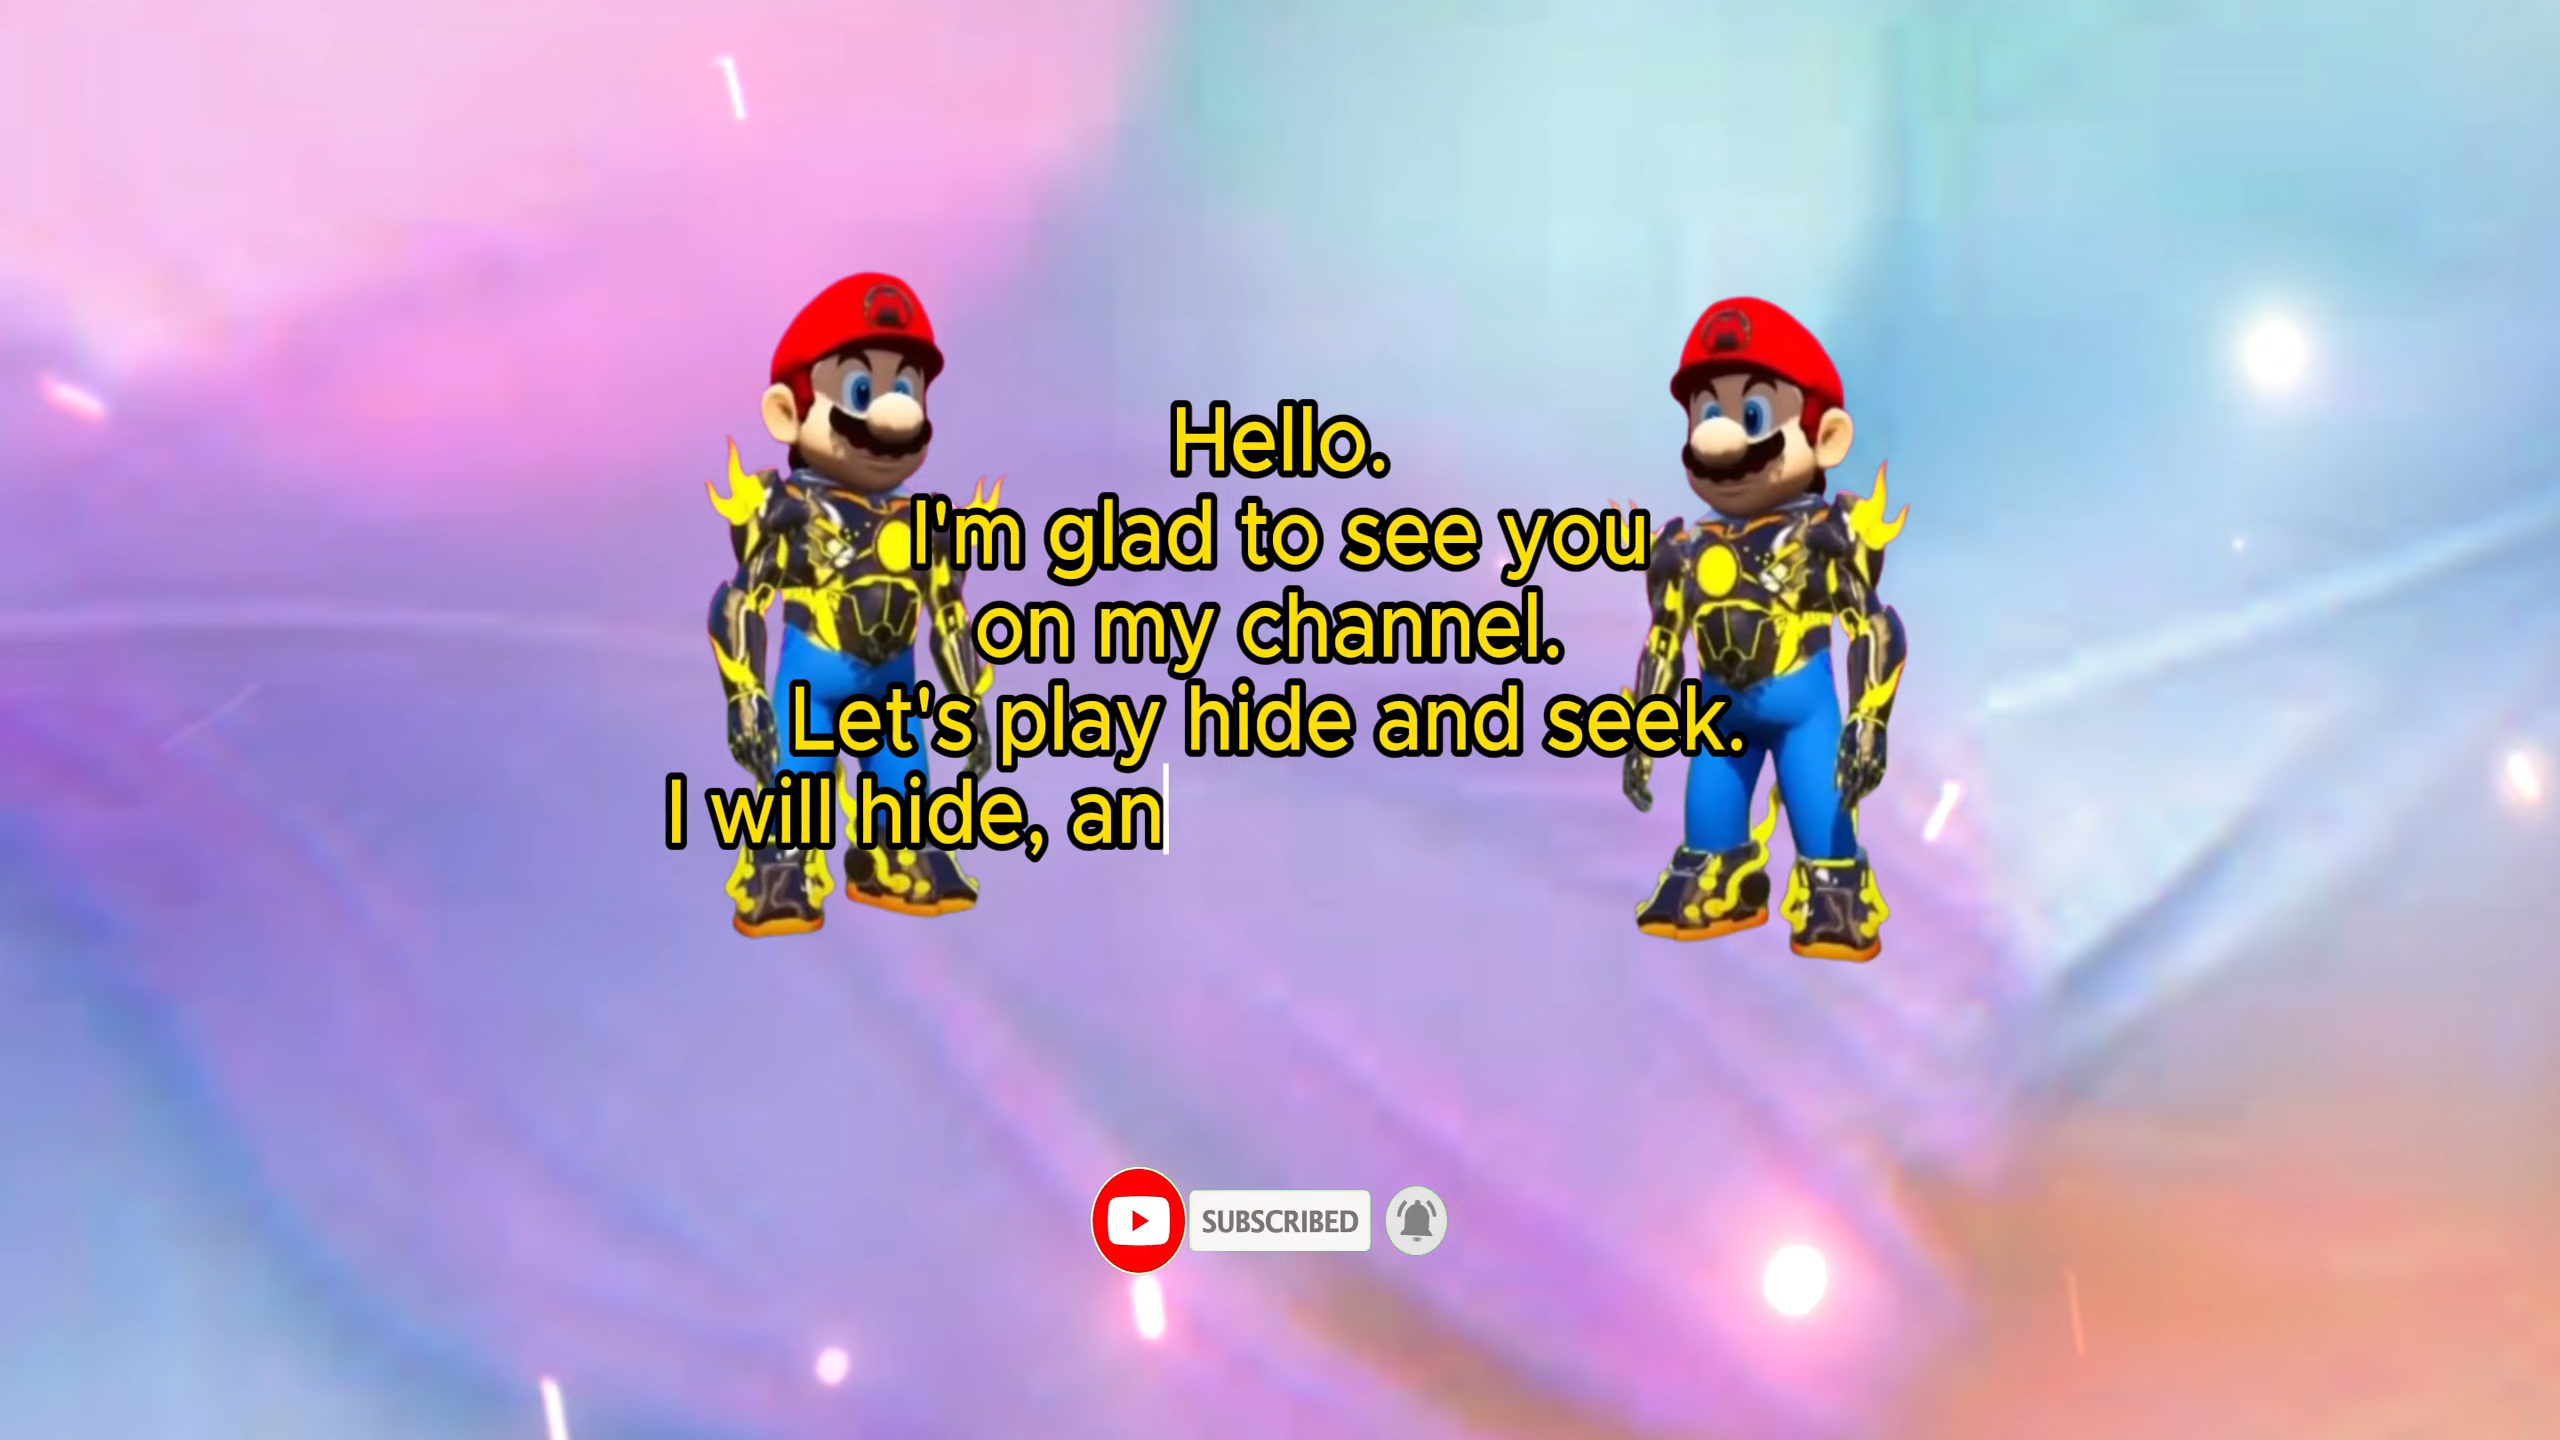 Hello.
I'm glad to see you
on my channel.
Let's play hide and seek.
I will hide, an
SUBSCRIBED